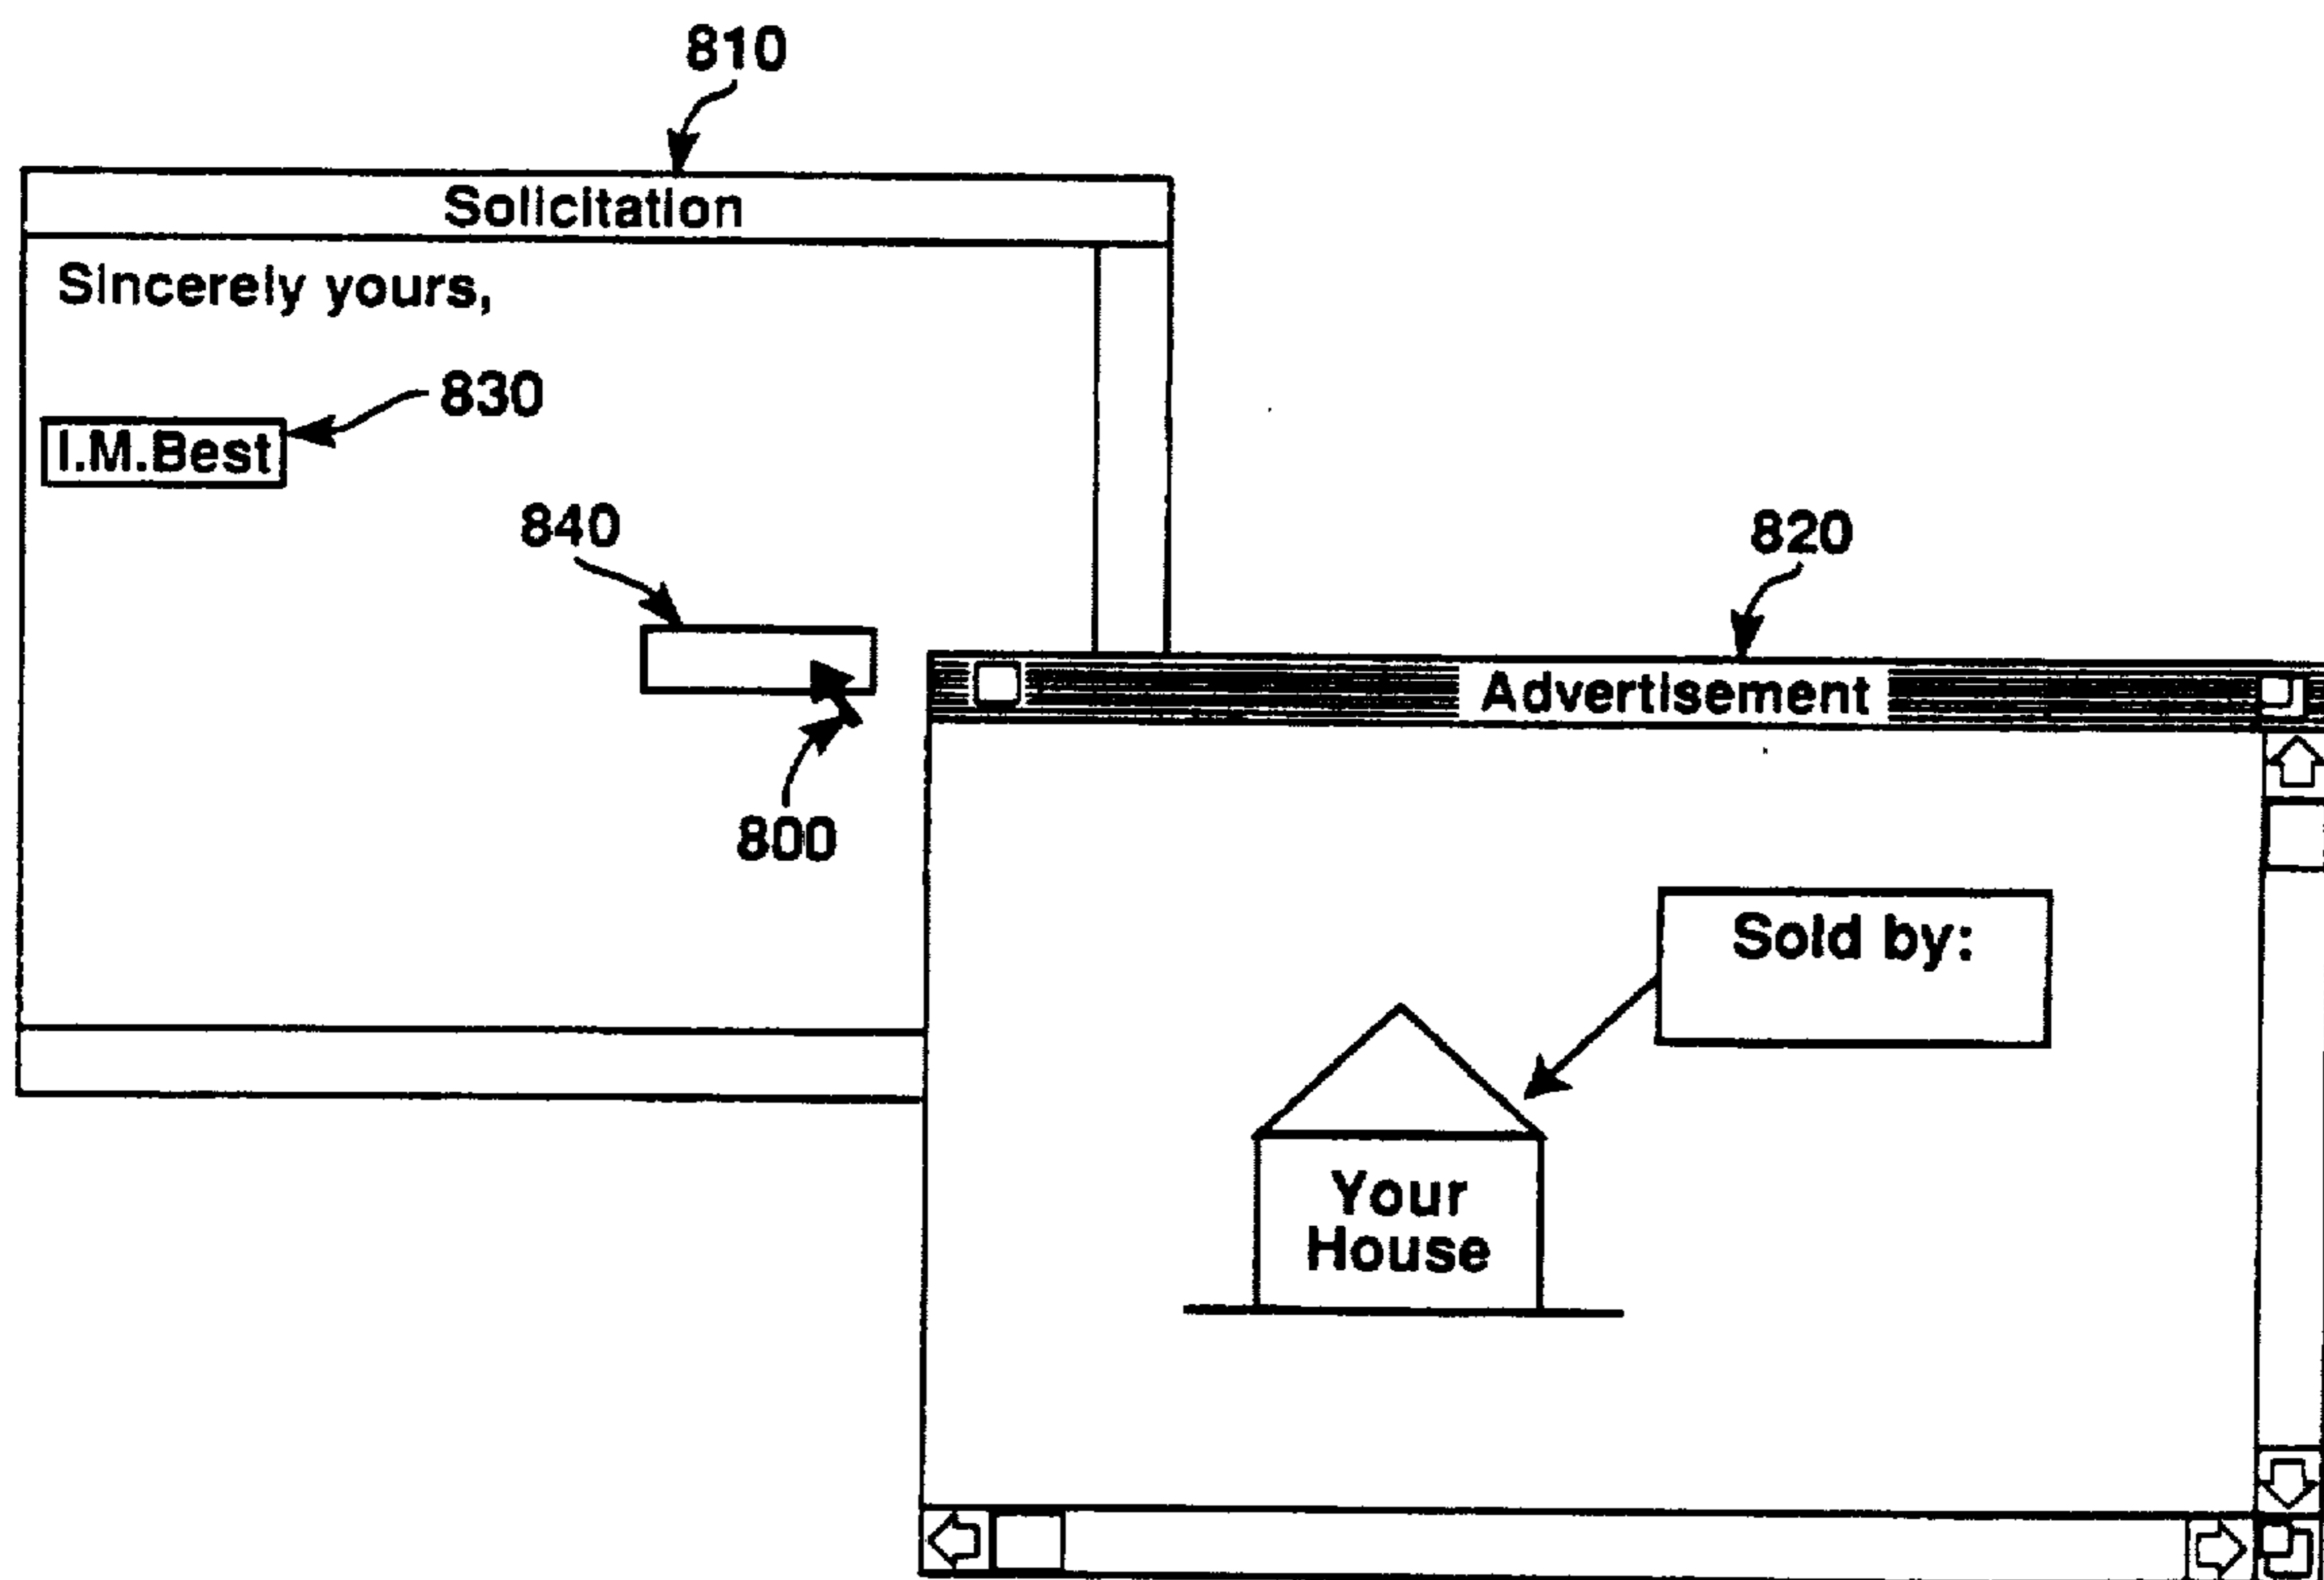 810
Solicitation
Sincerely yours,
830
I.M.Best
840
820
Advertisement
800
Sold by:
Your
House